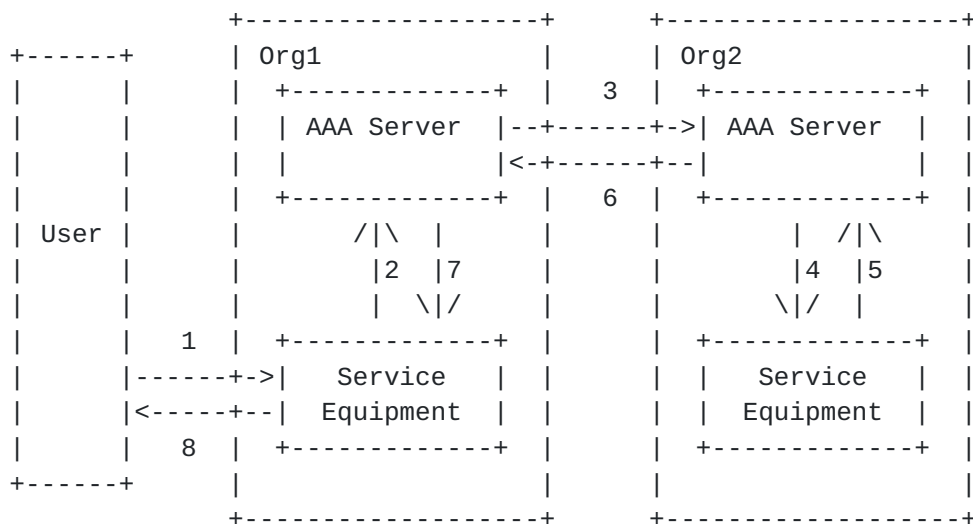 Org1 Org2
3
AAA Server AAA Server
6
User
2 7 4 5
1
Service Service
Equipment Equipment
8